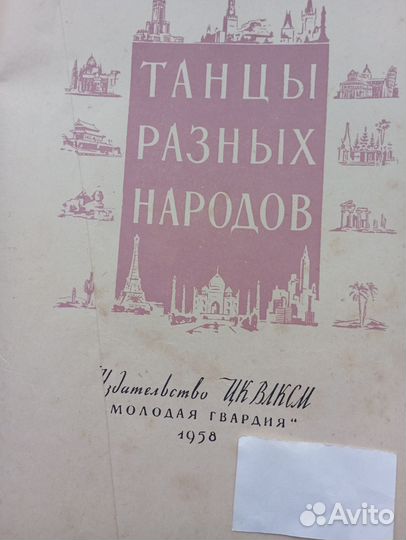 ТАНЦЫ
РАЗНЫХ
НАРОДОВ
Издательство ЦК ВЛКСМ
МОЛОДАЯ ГВАРДИЯ"
1958
Avito